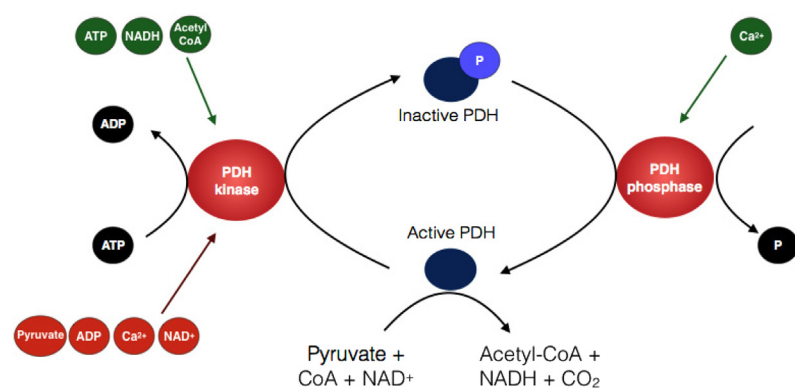 ATP
NADH
Acetyl
CoA
Ca²⁺
P
Inactive PDH
ADP
PDH
kinase
PDH
phosphase
ATP
Active PDH
P
Pyruvate
ADP
Ca²⁺
NAD⁺
Pyruvate +
CoA + NAD⁺
Acetyl-CoA +
NADH + CO₂